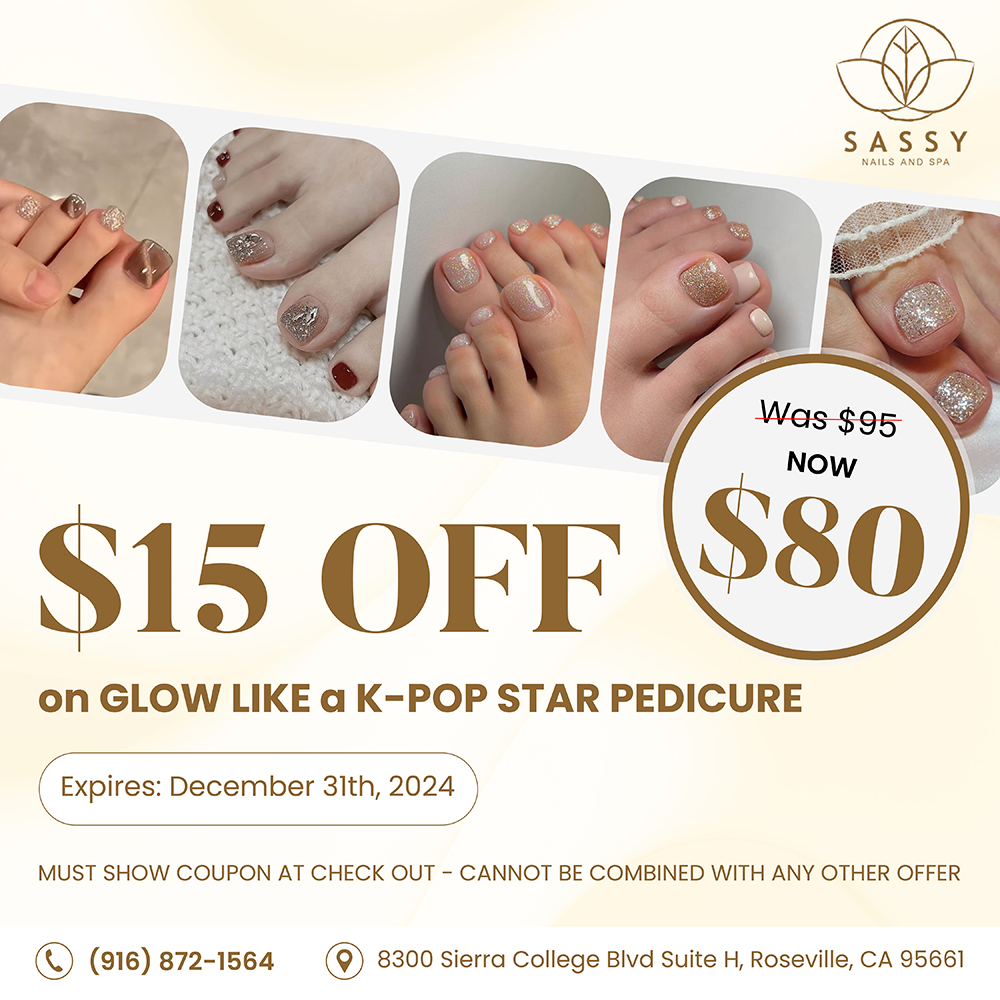 SASSY
NAILS AND SPA
Was $95
NOW
$80
$15 OFF
on GLOW LIKE a K-POP STAR PEDICURE
Expires: December 31th, 2024
MUST SHOW COUPON AT CHECK OUT - CANNOT BE COMBINED WITH ANY OTHER OFFER
(916) 872-1564
8300 Sierra College Blvd Suite H, Roseville, CA 95661